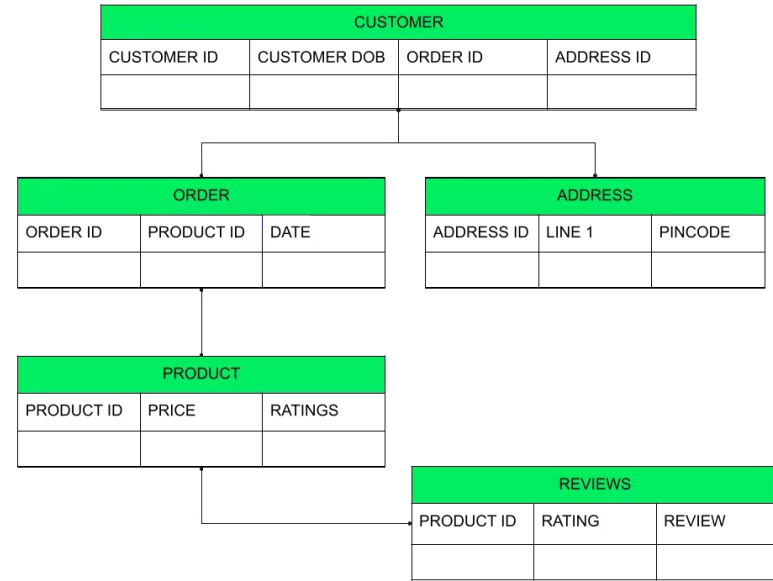 CUSTOMER
CUSTOMER ID CUSTOMER DOB ORDER ID ADDRESS ID
ORDER
ORDER ID PRODUCT ID DATE
ADDRESS
ADDRESS ID LINE 1 PINCODE
PRODUCT
PRODUCT ID PRICE RATINGS
REVIEWS
PRODUCT ID RATING REVIEW